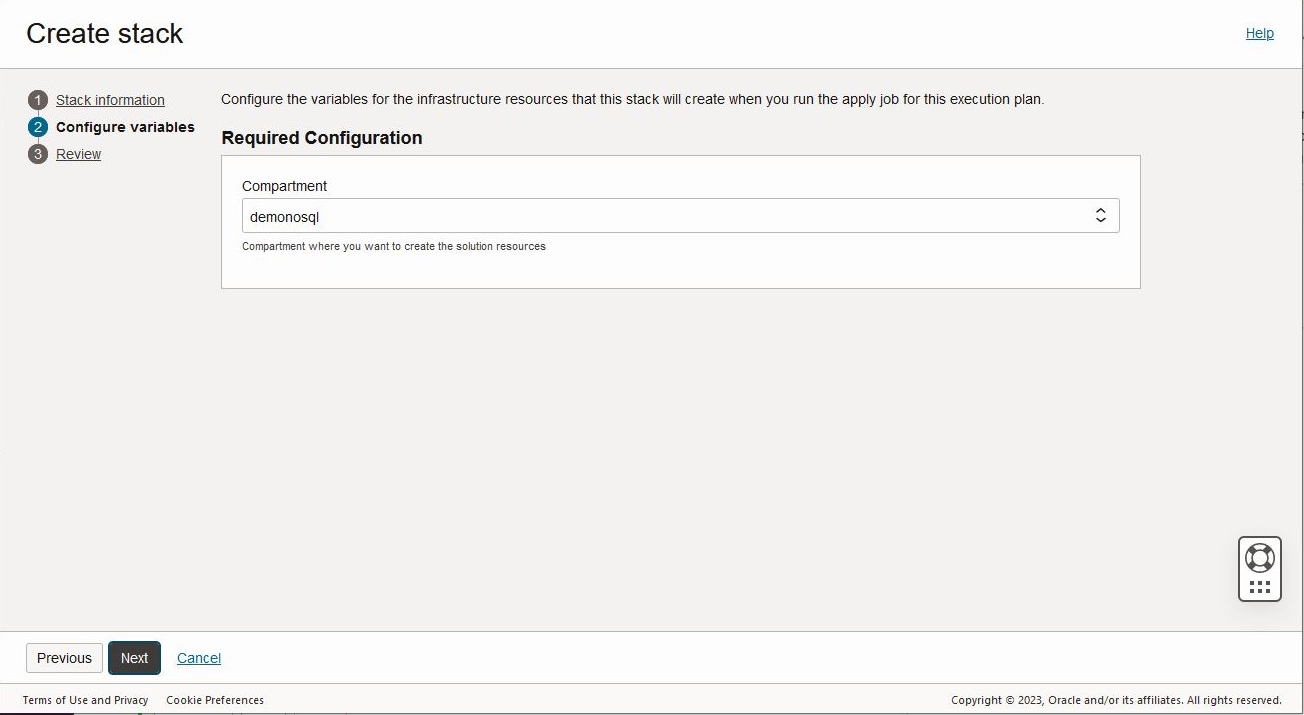 Create stack
Help
1 Stack information
2 Configure variables
3 Review
Configure the variables for the infrastructure resources that this stack will create when you run the apply job for this execution plan.
Required Configuration
Compartment
demonosql
Compartment where you want to create the solution resources
Previous Next Cancel
Terms of Use and Privacy Cookie Preferences
Copyright © 2023, Oracle and/or its affiliates. All rights reserved.